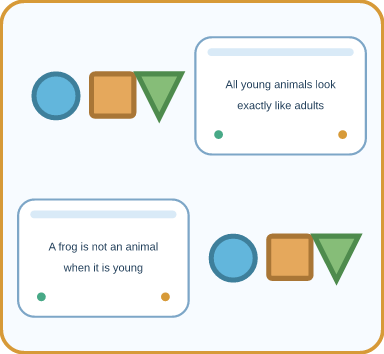 All young animals look
exactly like adults
A frog is not an animal
when it is young